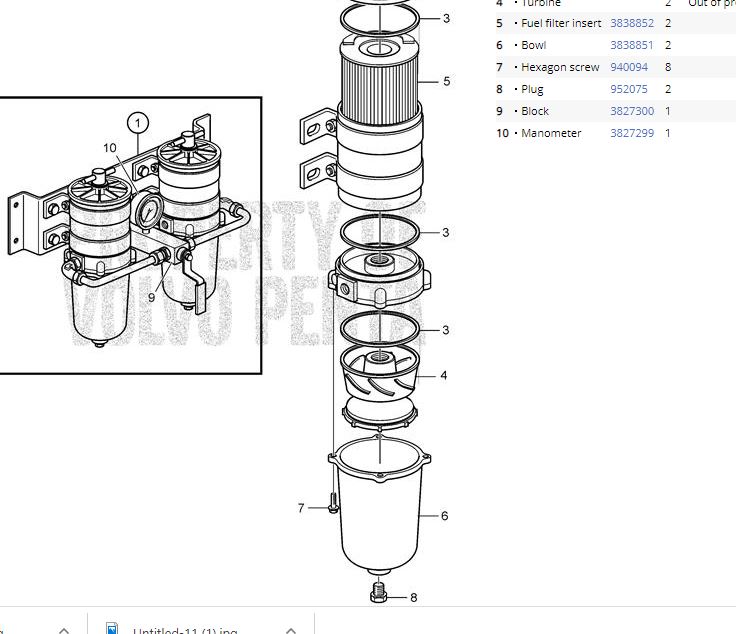 4 • Turbine 2 Out of pr
5 • Fuel filter insert 3838852 2
6 • Bowl 3838851 2
7 • Hexagon screw 940094 8
8 • Plug 952075 2
9 • Block 3827300 1
10 • Manometer 3827299 1
3
5
1
10
3
9
3
4
7
6
8
PROPERTY OF
VOLVO PENTA
Untitled-11 (1).jpg